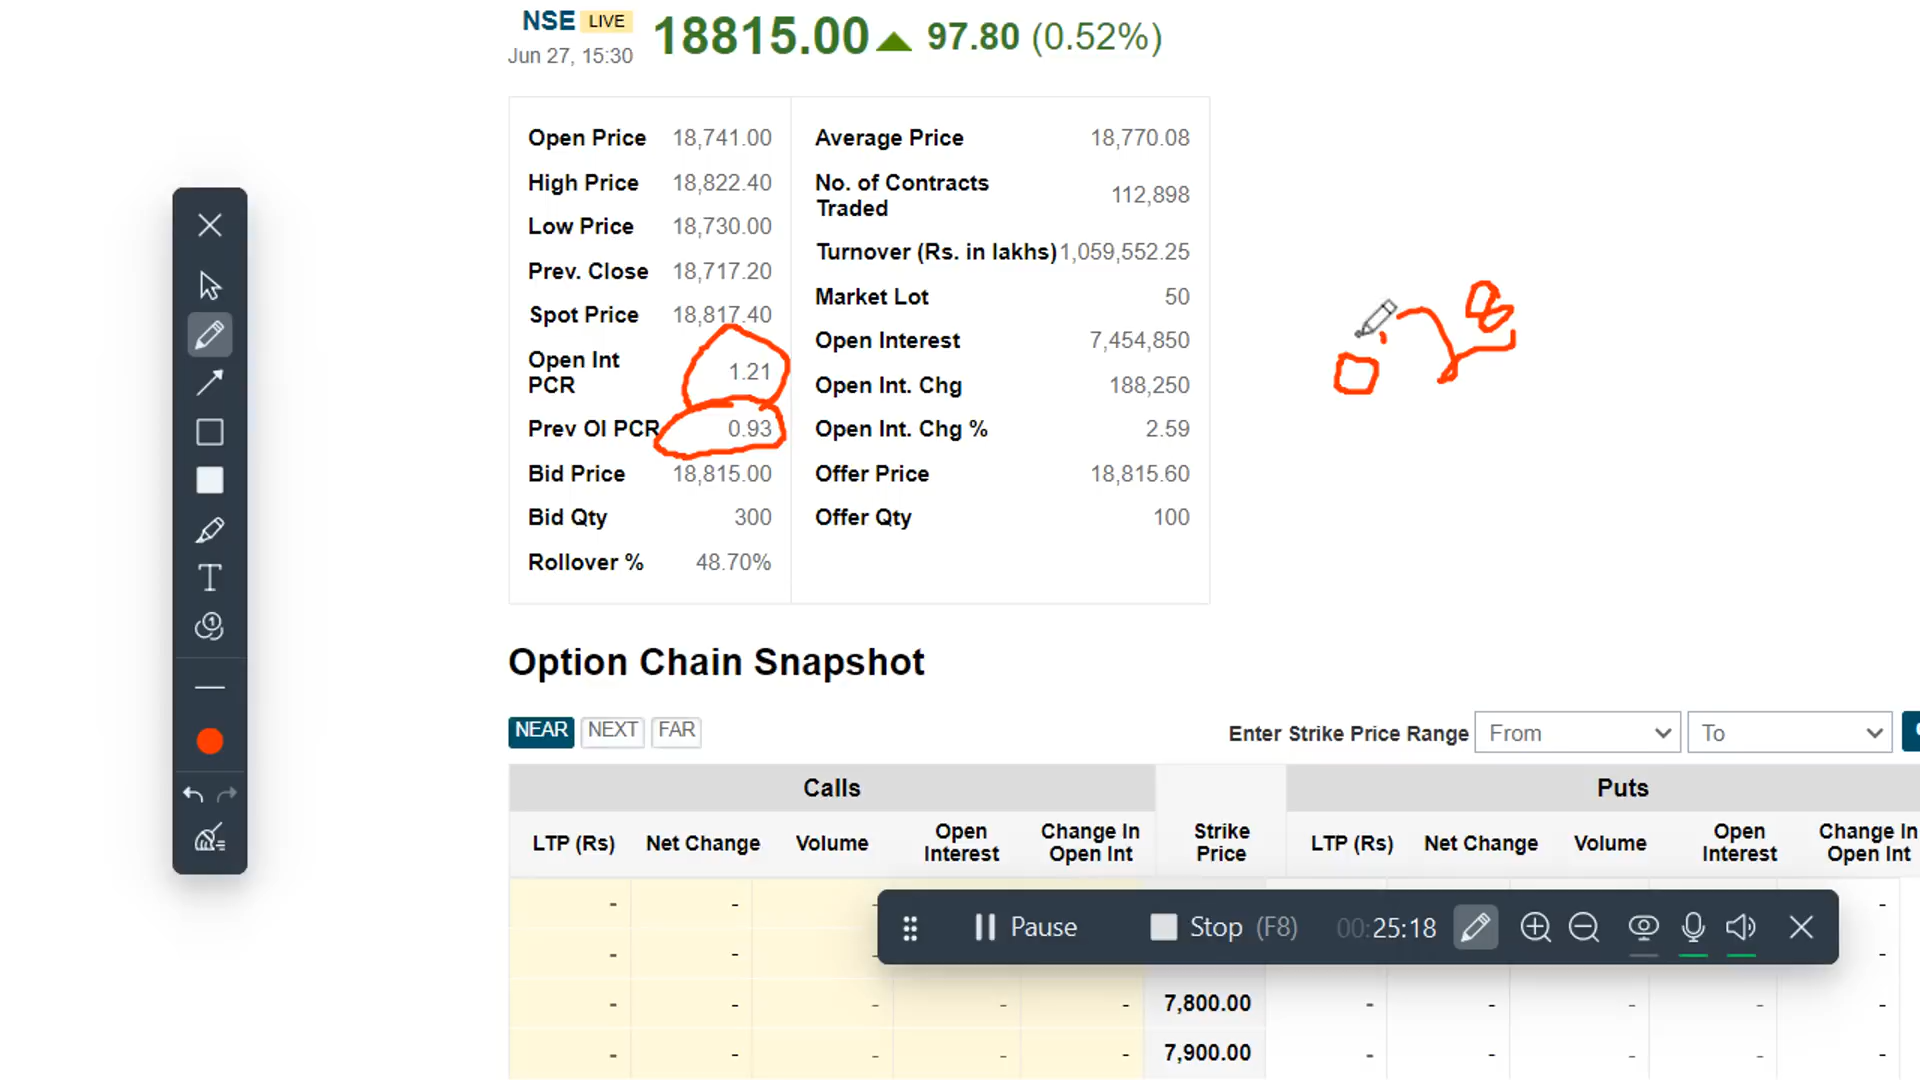 NSE LIVE 18815.00 97.80 (0.52%)
Jun 27, 15:30
Open Price 18,741.00
High Price 18,822.40
Low Price 18,730.00
Prev. Close 18,717.20
Spot Price 18,817.40
Open Int PCR 1.21
Prev OI PCR 0.93
Bid Price 18,815.00
Bid Qty 300
Rollover % 48.70%
Average Price 18,770.08
No. of Contracts Traded 112,898
Turnover (Rs. in lakhs) 1,059,552.25
Market Lot 50
Open Interest 7,454,850
Open Int. Chg 188,250
Open Int. Chg % 2.59
Offer Price 18,815.60
Offer Qty 100
Option Chain Snapshot
NEAR NEXT FAR Enter Strike Price Range From To
Calls Puts
LTP (Rs) Net Change Volume Open Interest Change In Open Int Strike Price LTP (Rs) Net Change Volume Open Interest Change In Open Int
- - - -
Pause Stop (F8) 00:25:18
- - - -
- - - - - 7,800.00 - - - - -
- - - - - 7,900.00 - - - - -
T